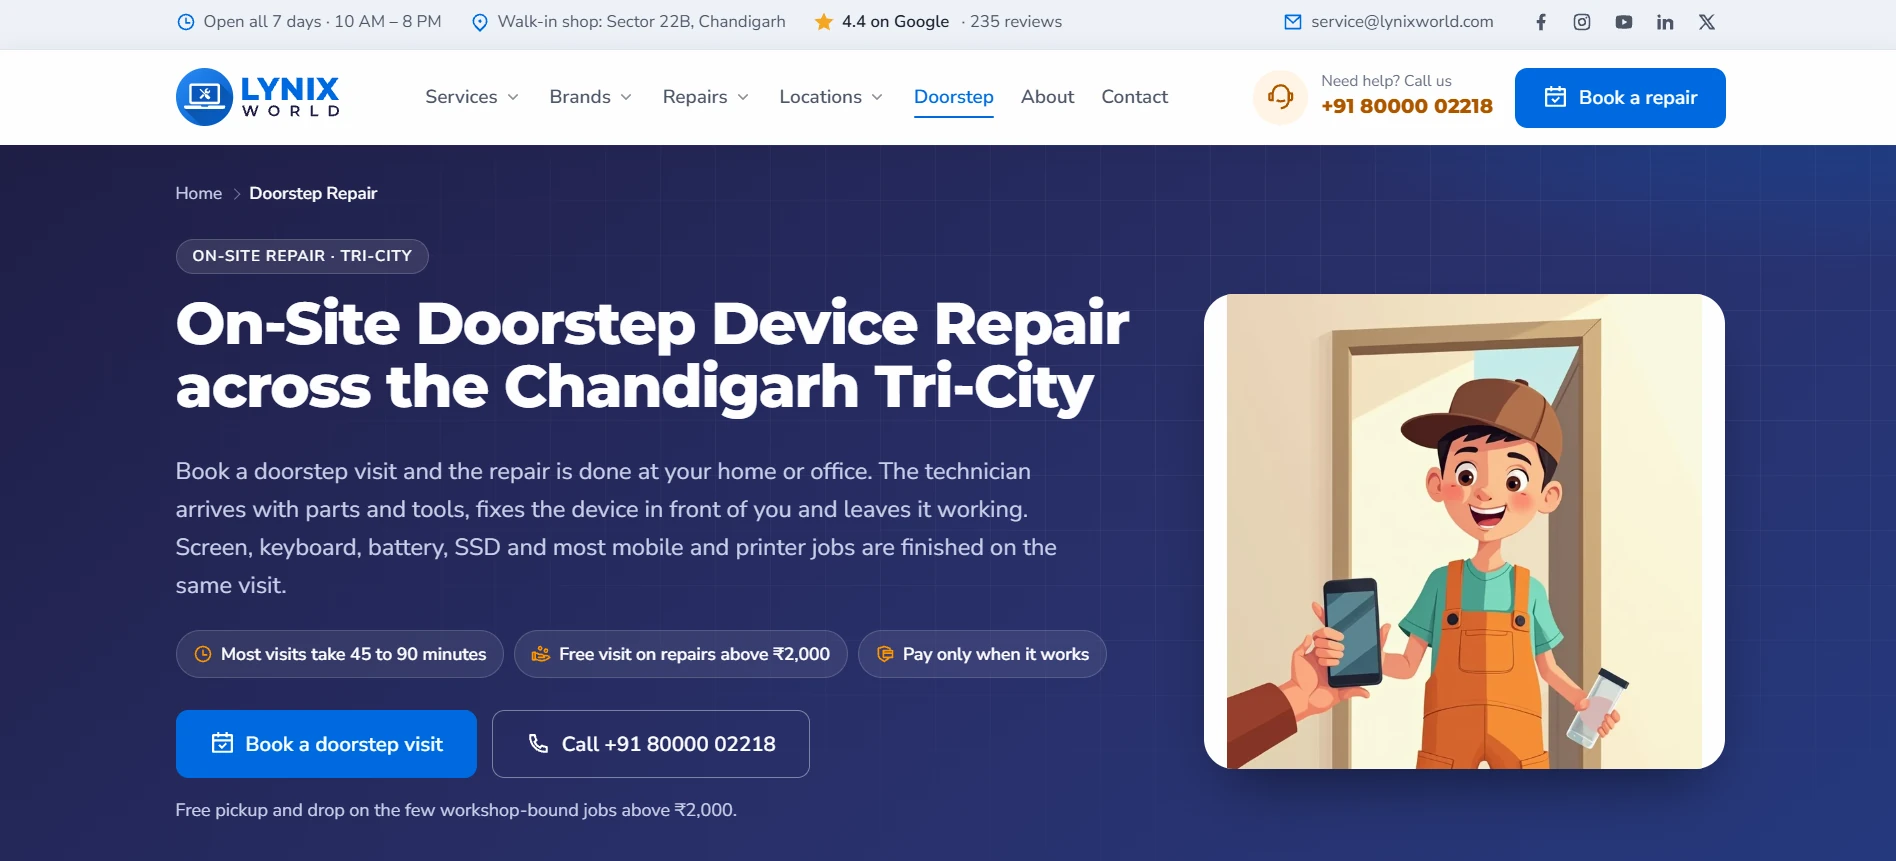 Open all 7 days · 10 AM – 8 PM
Walk-in shop: Sector 22B, Chandigarh
4.4 on Google · 235 reviews
service@lynixworld.com
LYNIX
WORLD
Services
Brands
Repairs
Locations
Doorstep
About
Contact
Need help? Call us
+91 80000 02218
Book a repair
Home
Doorstep Repair
ON-SITE REPAIR · TRI-CITY
On-Site Doorstep Device Repair
across the Chandigarh Tri-City
Book a doorstep visit and the repair is done at your home or office. The technician
arrives with parts and tools, fixes the device in front of you and leaves it working.
Screen, keyboard, battery, SSD and most mobile and printer jobs are finished on the
same visit.
Most visits take 45 to 90 minutes
Free visit on repairs above ₹2,000
Pay only when it works
Book a doorstep visit
Call +91 80000 02218
Free pickup and drop on the few workshop-bound jobs above ₹2,000.